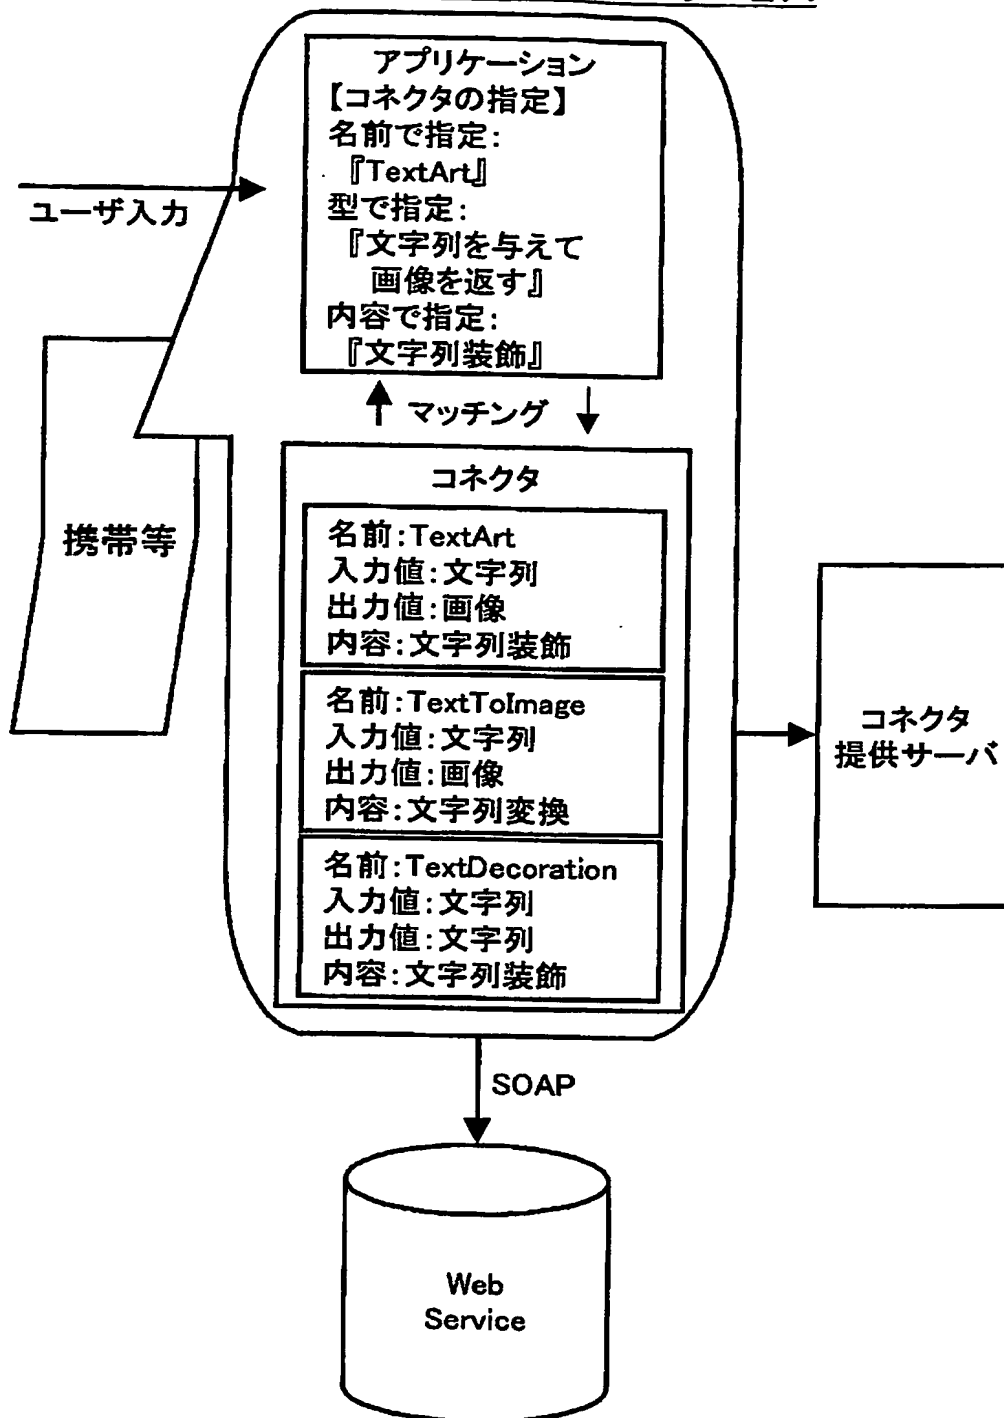 アプリケーション
【コネクタの指定】
名前で指定:
『TextArt』
型で指定:
『文字列を与えて
画像を返す』
内容で指定:
『文字列装飾』
ユーザ入力
マッチング
携帯等
コネクタ
名前:TextArt
入力値:文字列
出力値:画像
内容:文字列装飾
名前:TextToImage
入力値:文字列
出力値:画像
内容:文字列変換
名前:TextDecoration
入力値:文字列
出力値:文字列
内容:文字列装飾
コネクタ
提供サーバ
SOAP
Web
Service